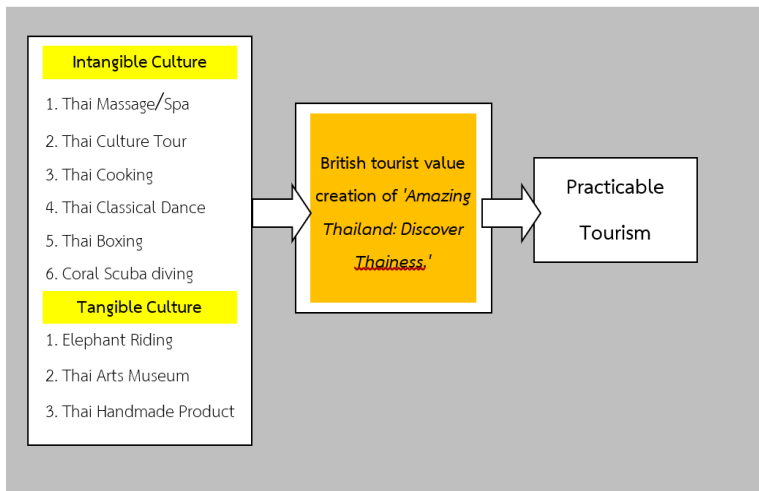 Intangible Culture
1. Thai Massage/Spa
2. Thai Culture Tour
3. Thai Cooking
4. Thai Classical Dance
5. Thai Boxing
6. Coral Scuba diving
Tangible Culture
1. Elephant Riding
2. Thai Arts Museum
3. Thai Handmade Product
British tourist value
creation of 'Amazing
Thailand: Discover
Thainess.'
Practicable
Tourism